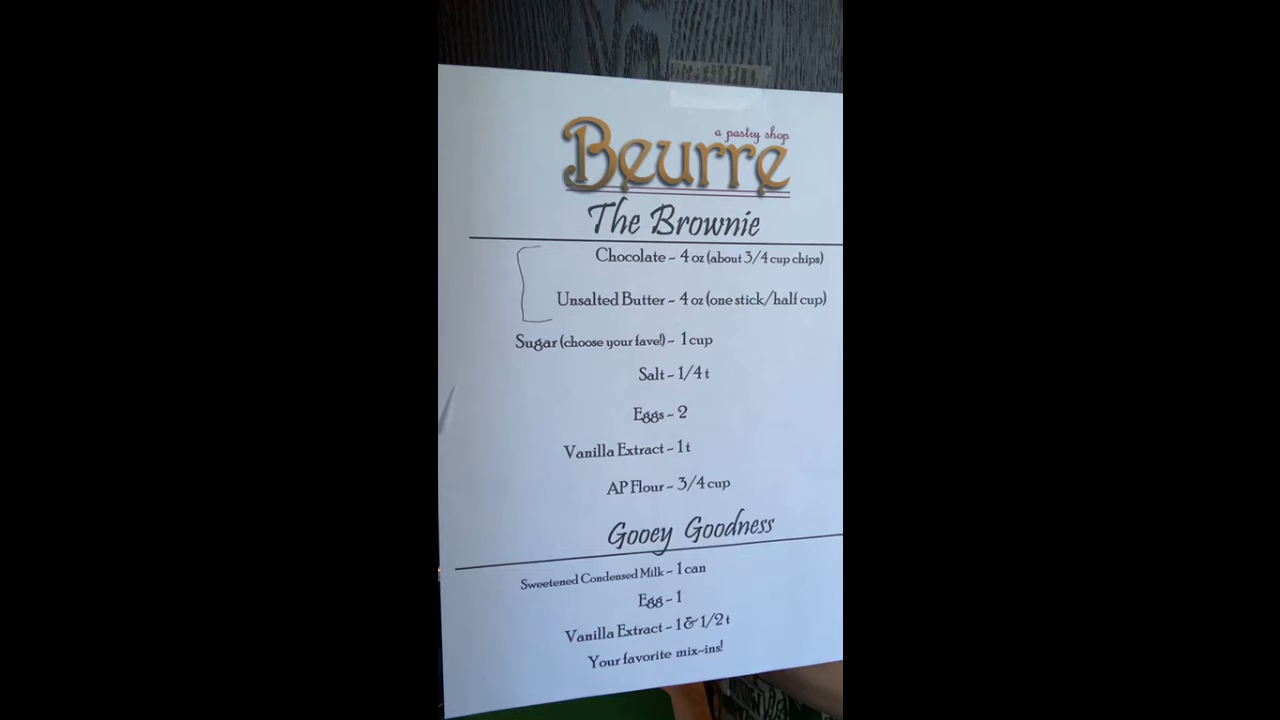 a pastry shop
Beurre
The Brownie
Chocolate - 4 oz (about 3/4 cup chips)
Unsalted Butter - 4 oz (one stick/half cup)
Sugar (choose your fave!) - 1 cup
Salt - 1/4 t
Eggs - 2
Vanilla Extract - 1 t
AP Flour - 3/4 cup
Gooey Goodness
Sweetened Condensed Milk - 1 can
Egg - 1
Vanilla Extract - 1 & 1/2 t
Your favorite mix-ins!